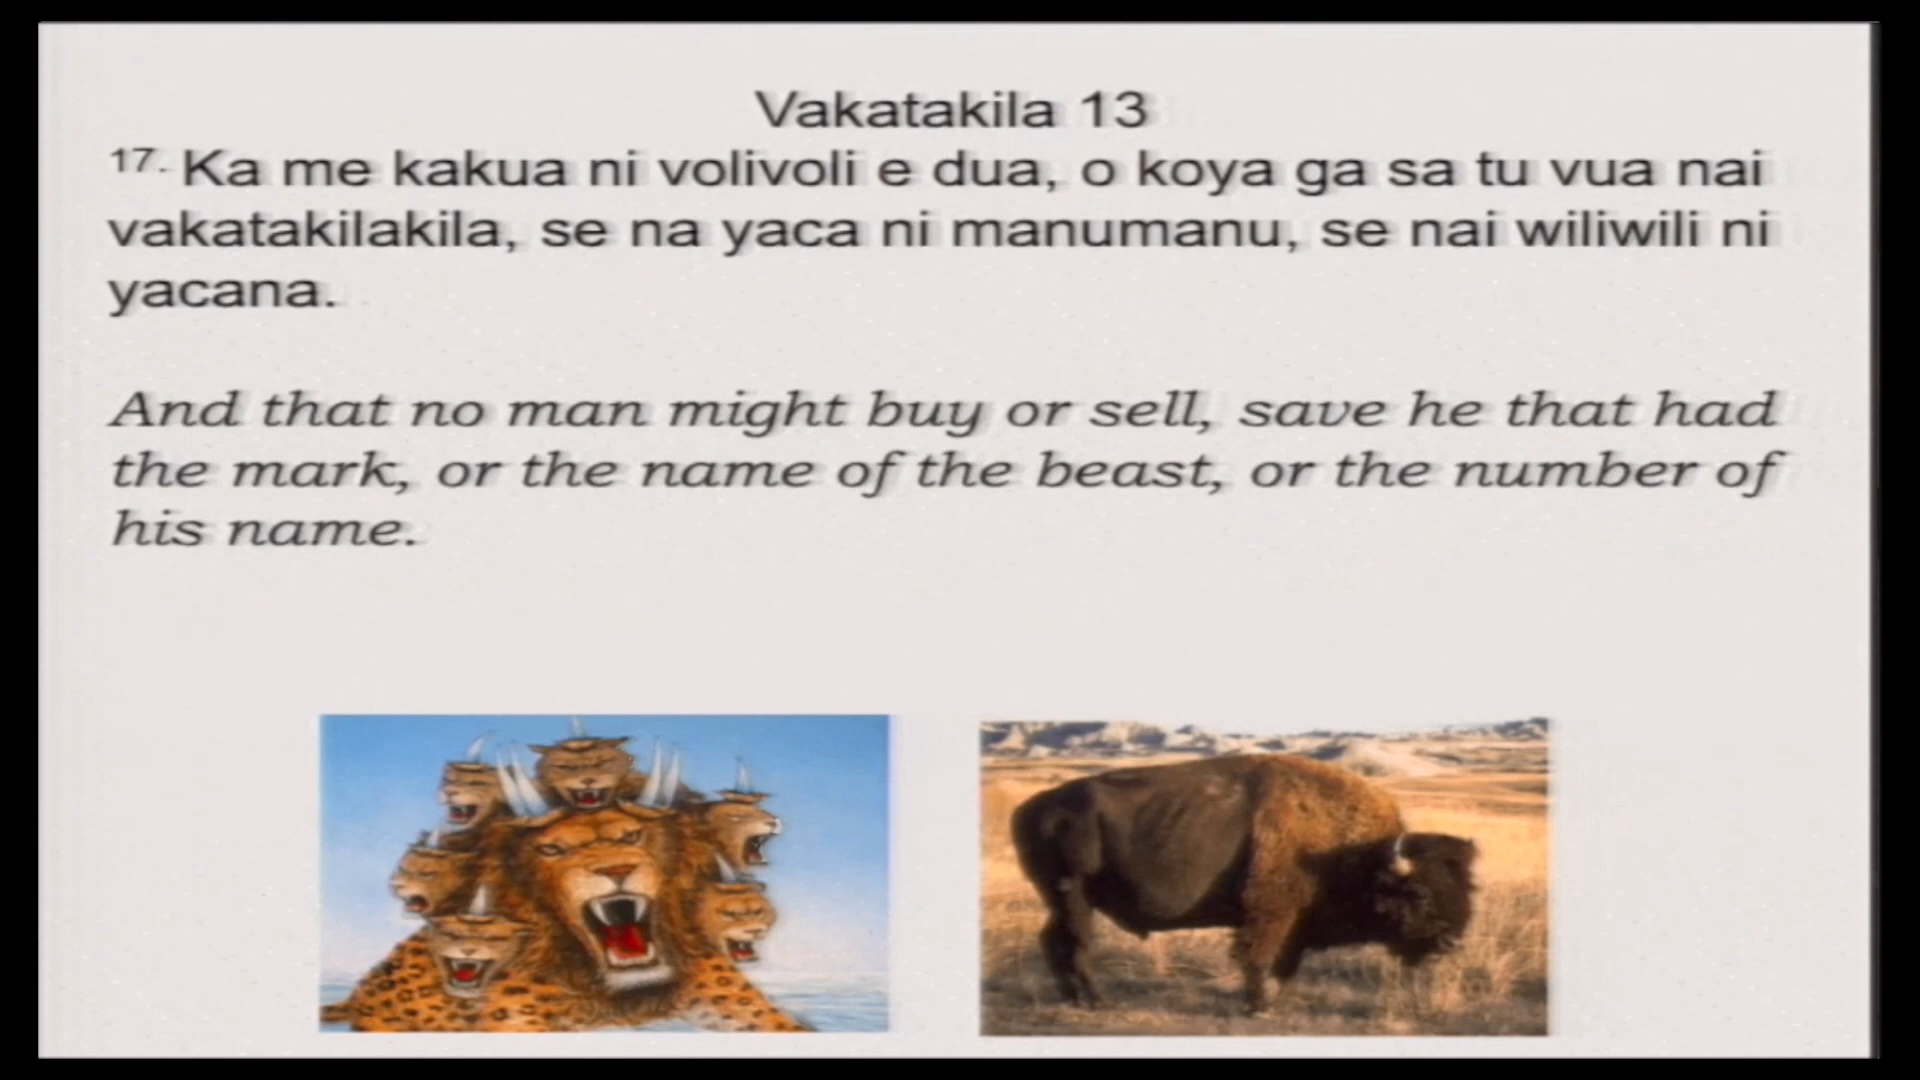 Vakatakila 13
17. Ka me kakua ni volivoli e dua, o koya ga sa tu vua nai
vakatakilakila, se na yaca ni manumanu, se nai wiliwili ni
yacana.
And that no man might buy or sell, save he that had
the mark, or the name of the beast, or the number of
his name.